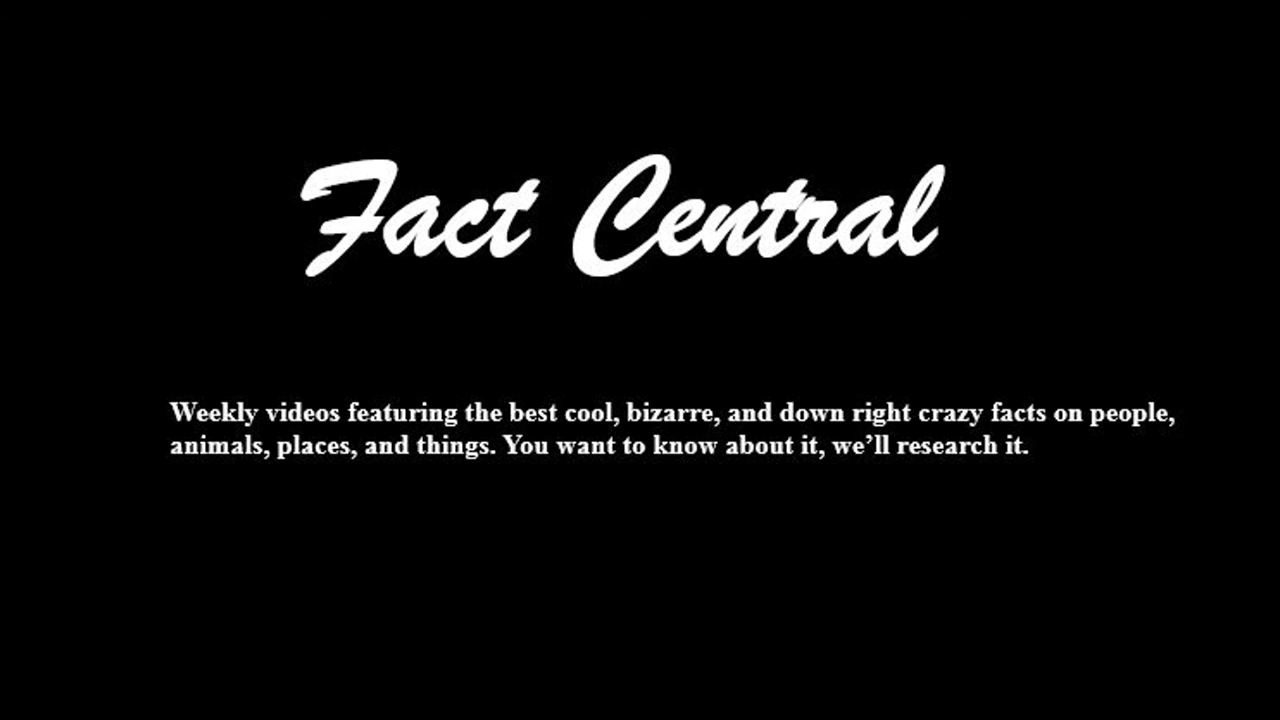 Fact Central
Weekly videos featuring the best cool, bizarre, and down right crazy facts on people,
animals, places, and things. You want to know about it, we’ll research it.